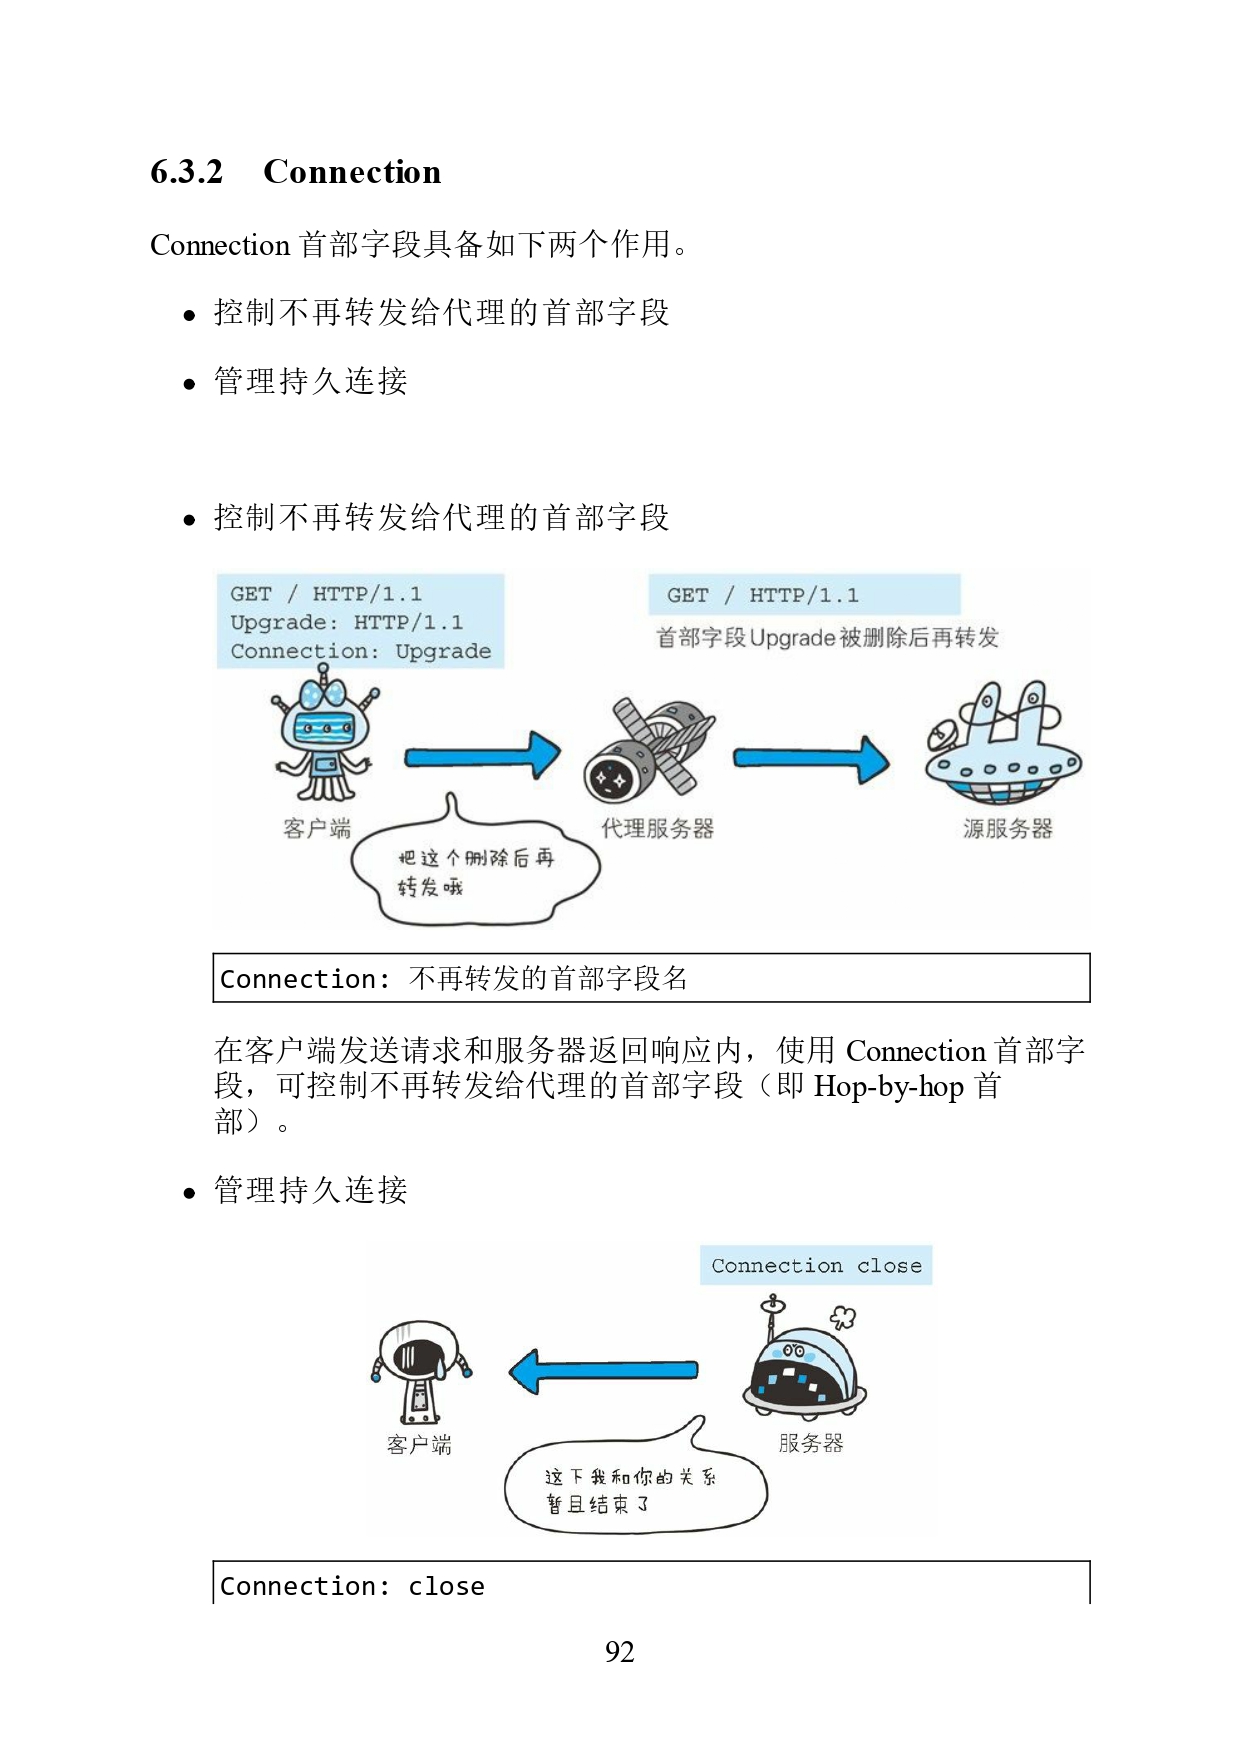 6.3.2 Connection
Connection 首部字段具备如下两个作用。
● 控制不再转发给代理的首部字段
● 管理持久连接
● 控制不再转发给代理的首部字段
GET / HTTP/1.1
Upgrade: HTTP/1.1
Connection: Upgrade
GET / HTTP/1.1
首部字段Upgrade被删除后再转发
客户端
代理服务器
源服务器
把这个删除后再
转发哦
Connection: 不再转发的首部字段名
在客户端发送请求和服务器返回响应内，使用 Connection 首部字
段，可控制不再转发给代理的首部字段（即 Hop-by-hop 首
部）。
● 管理持久连接
Connection close
客户端
服务器
这下我和你的关系
暂且结束了
Connection: close
92